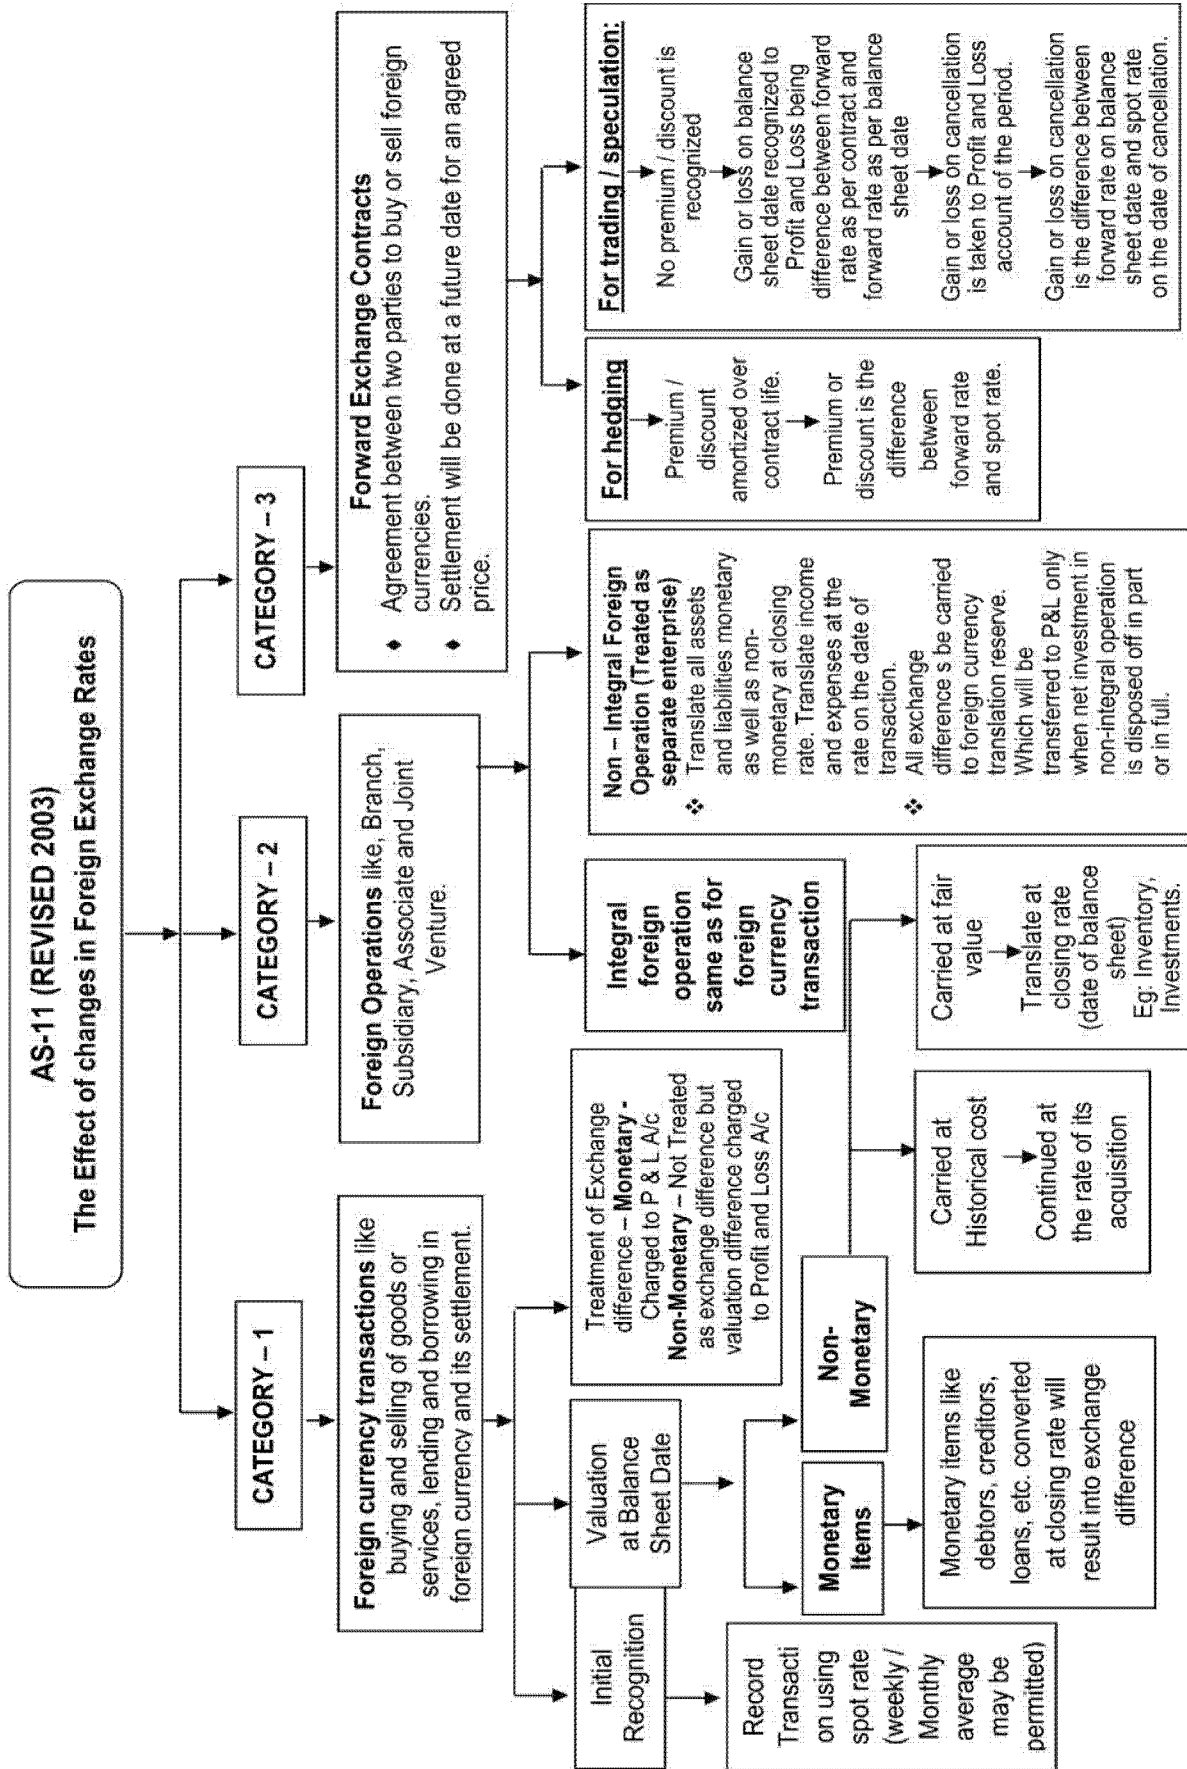 AS-11 (REVISED 2003)
The Effect of changes in Foreign Exchange Rates
CATEGORY – 1
Foreign currency transactions like
buying and selling of goods or
services, lending and borrowing in
foreign currency and its settlement.
Initial
Recognition
Record
Transacti
on using
spot rate
(weekly /
Monthly
average
may be
permitted)
Valuation
at Balance
Sheet Date
Monetary
Items
Monetary items like
debtors, creditors,
loans, etc. converted
at closing rate will
result into exchange
difference
Non-
Monetary
Carried at
Historical cost
Continued at
the rate of its
acquisition
Carried at fair
value
Translate at
closing rate
(date of balance
sheet)
Eg: Inventory,
Investments.
Treatment of Exchange
difference – Monetary -
Charged to P & L A/c
Non-Monetary – Not Treated
as exchange difference but
valuation difference charged
to Profit and Loss A/c
CATEGORY – 2
Foreign Operations like, Branch,
Subsidiary, Associate and Joint
Venture.
Integral
foreign
operation
same as for
foreign
currency
transaction
Non – Integral Foreign
Operation (Treated as
separate enterprise)
❖ Translate all assets
and liabilities monetary
as well as non-
monetary at closing
rate. Translate income
and expenses at the
rate on the date of
transaction.
❖ All exchange
difference s be carried
to foreign currency
translation reserve.
Which will be
transferred to P&L only
when net investment in
non-integral operation
is disposed off in part
or in full.
CATEGORY – 3
Forward Exchange Contracts
♦ Agreement between two parties to buy or sell foreign
currencies.
♦ Settlement will be done at a future date for an agreed
price.
For hedging
Premium /
discount
amortized over
contract life.
Premium or
discount is the
difference
between
forward rate
and spot rate.
For trading / speculation:
No premium / discount is
recognized
Gain or loss on balance
sheet date recognized to
Profit and Loss being
difference between forward
rate as per contract and
forward rate as per balance
sheet date
Gain or loss on cancellation
is taken to Profit and Loss
account of the period.
Gain or loss on cancellation
is the difference between
forward rate on balance
sheet date and spot rate
on the date of cancellation.